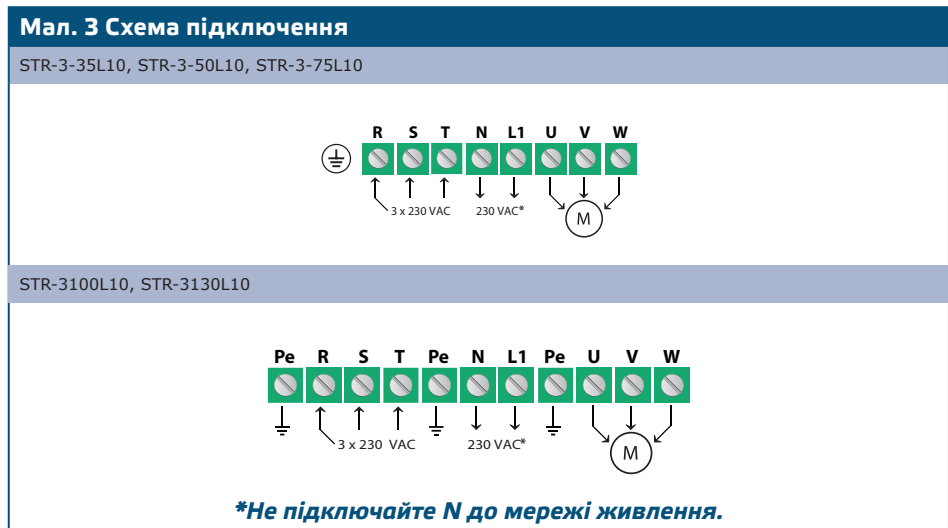 Мал. 3 Схема підключення
STR-3-35L10, STR-3-50L10, STR-3-75L10
R S T N L1 U V W
3 x 230 VAC 230 VAC*
M
STR-3100L10, STR-3130L10
Pe R S T Pe N L1 Pe U V W
3 x 230 VAC 230 VAC*
M
*Не підключайте N до мережі живлення.